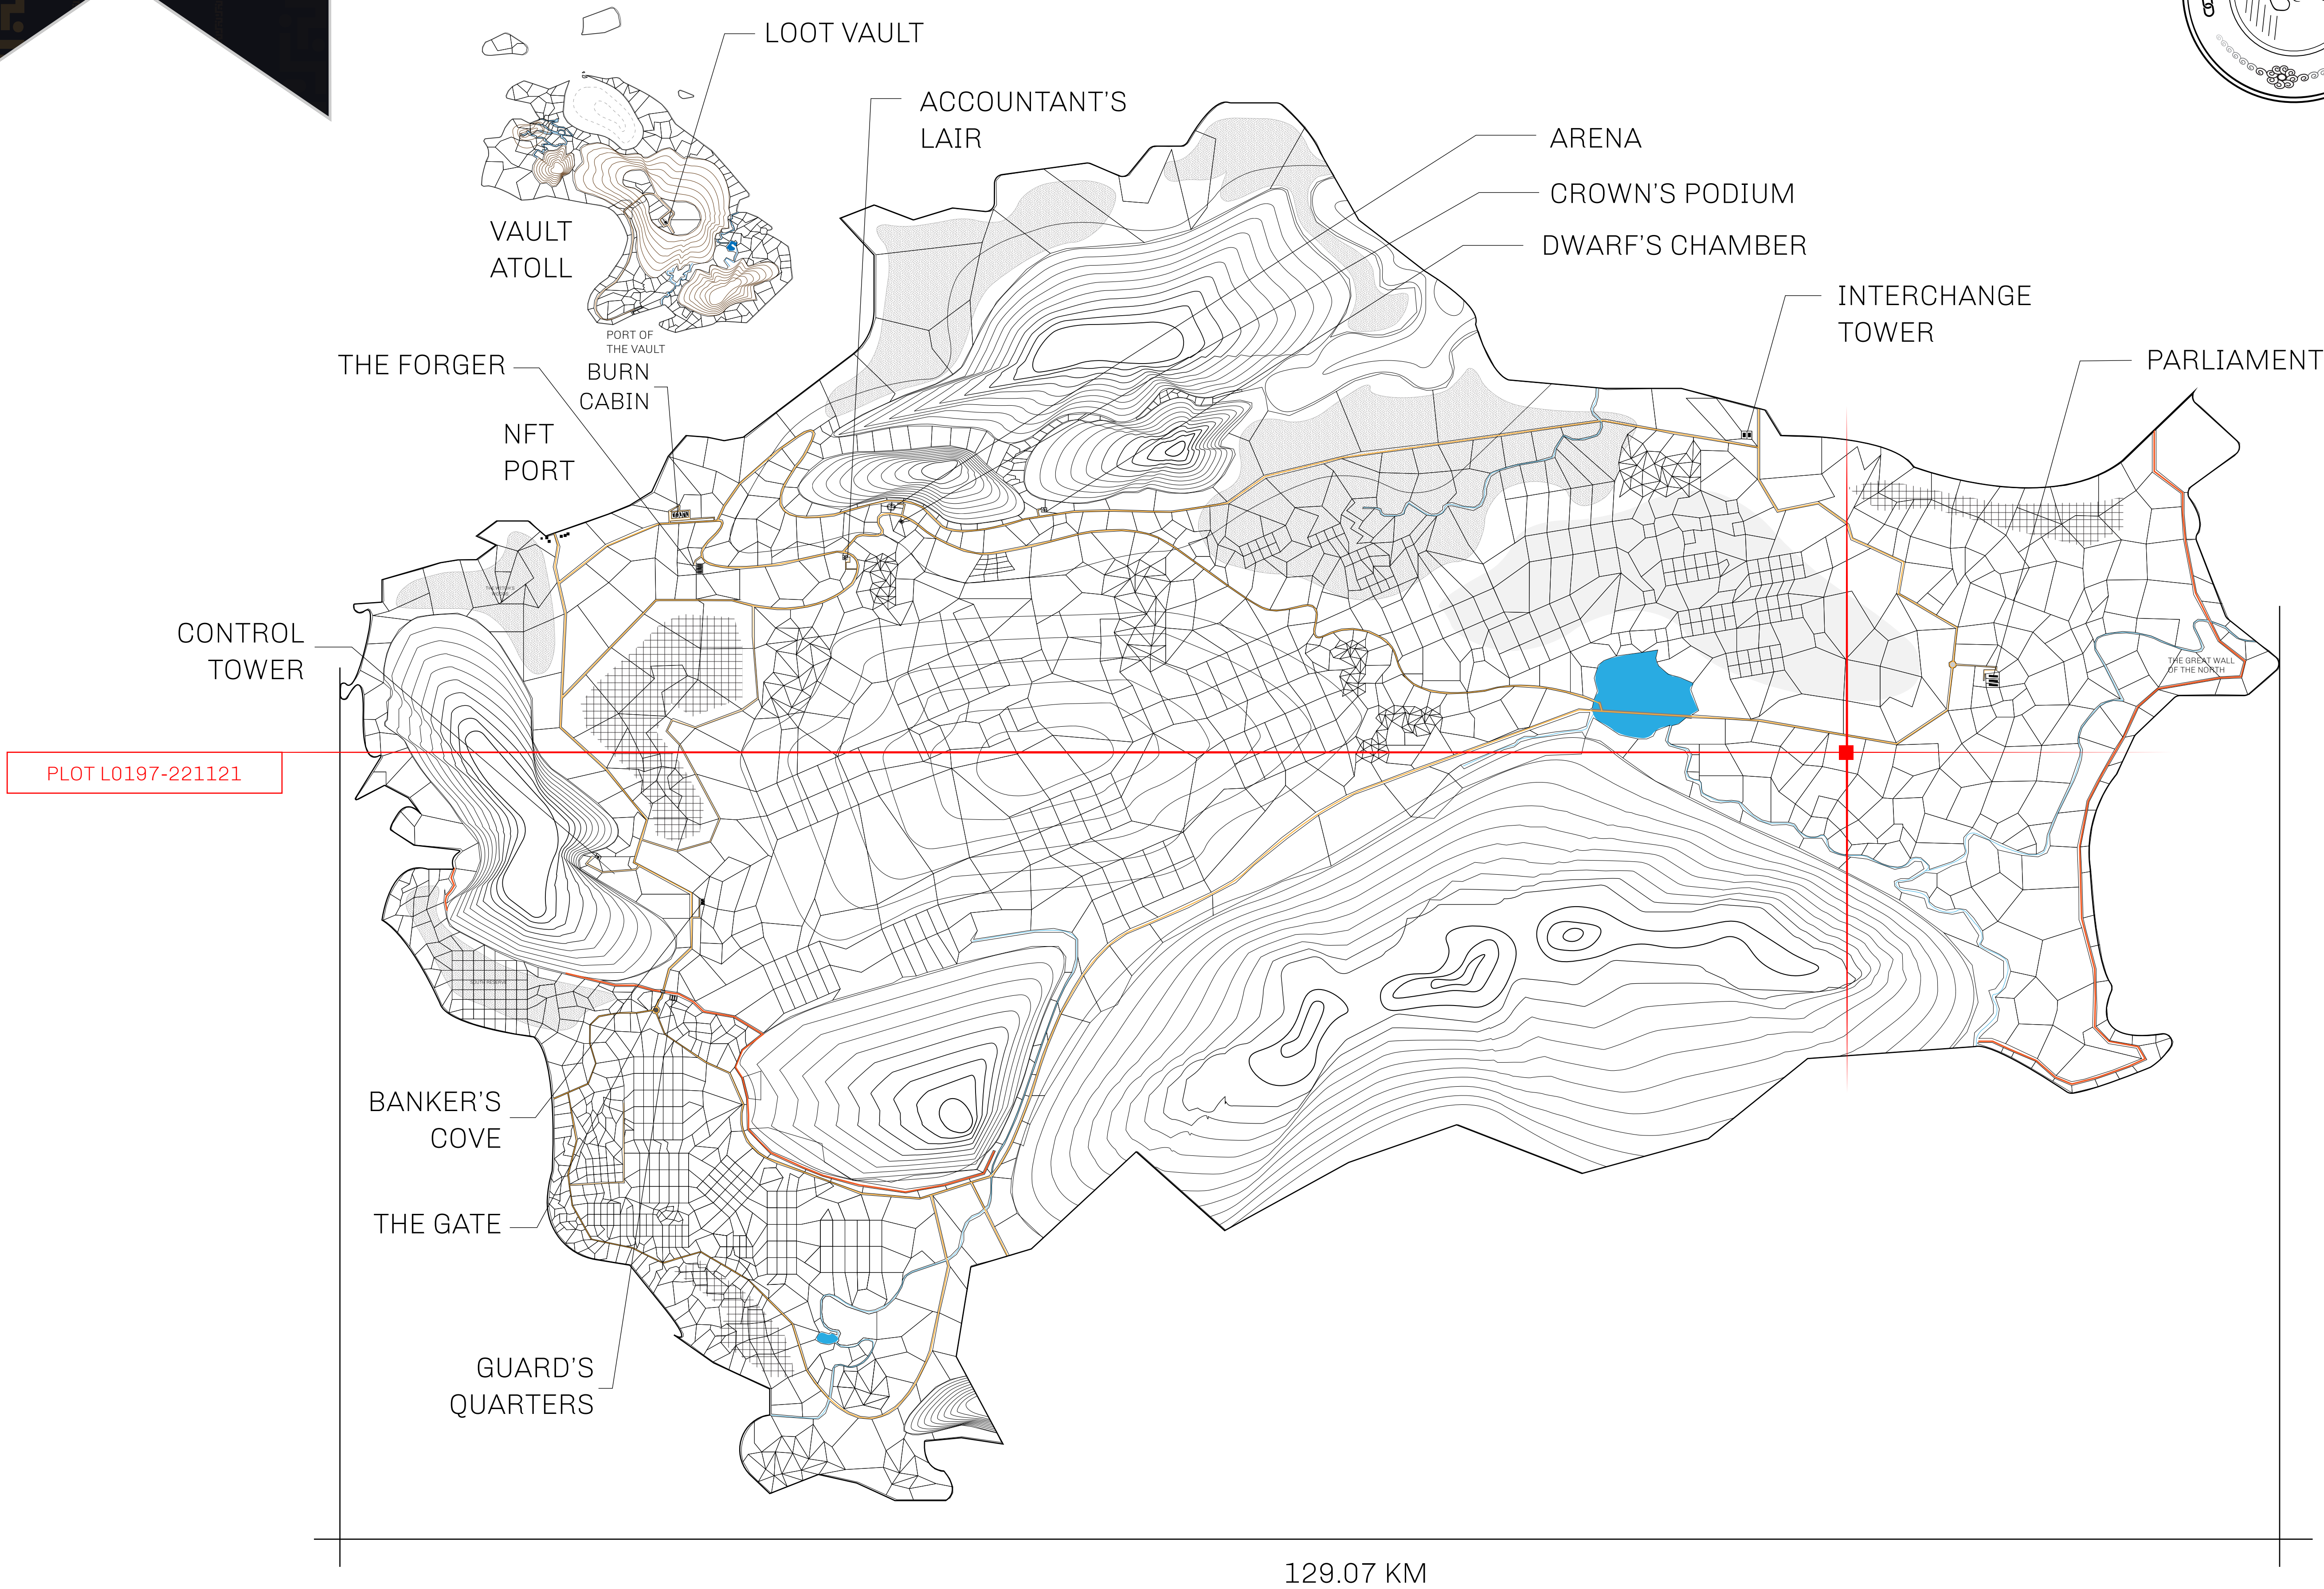 LOOT VAULT
ACCOUNTANT'S
LAIR
ARENA
CROWN'S PODIUM
DWARF'S CHAMBER
VAULT
ATOLL
INTERCHANGE
TOWER
PORT OF
THE VAULT
PARLIAMENT
THE FORGER
BURN
CABIN
NFT
PORT
CONTROL
TOWER
THE GREAT WALL
OF THE NORTH
PLOT L0197-221121
SOUTH RESERVE
BANKER'S
COVE
THE GATE
GUARD'S
QUARTERS
129.07 KM